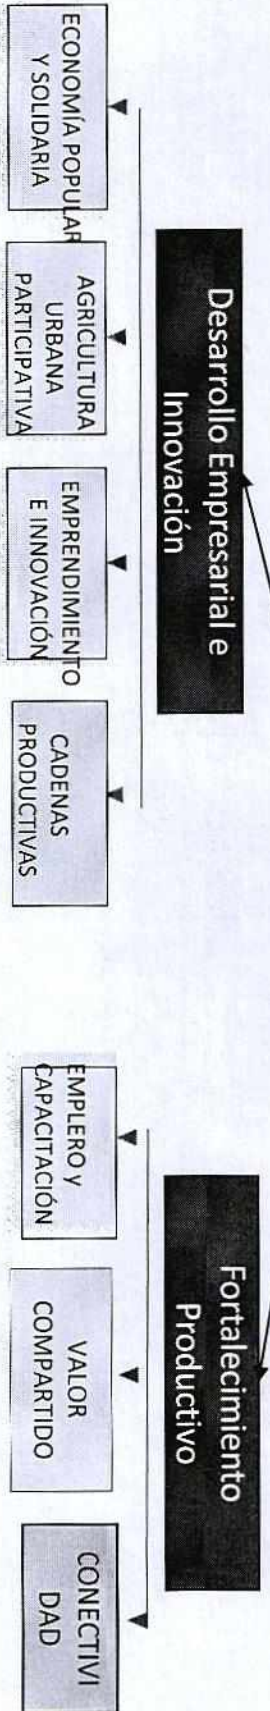 Desarrollo Empresarial e
Innovación
ECONOMÍA POPULAR
Y SOLIDARIA
AGRICULTURA
URBANA
PARTICIPATIVA
EMPRENDIMIENTO
E INNOVACIÓN
CADENAS
PRODUCTIVAS
Fortalecimiento
Productivo
EMPLERO y
CAPACITACIÓN
VALOR
COMPARTIDO
CONECTIVI
DAD